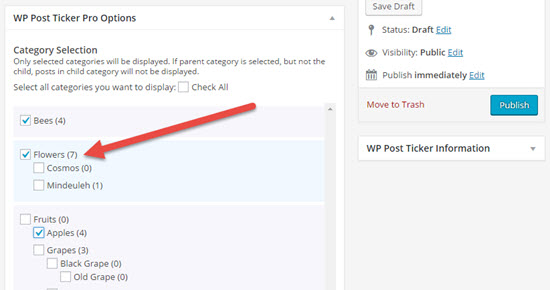 WP Post Ticker Pro Options
Category Selection
Only selected categories will be displayed. If parent category is selected, but not the
child, posts in child category will not be displayed.
Select all categories you want to display: Check All
Bees (4)
Flowers (7)
Cosmos (0)
Mindeuleh (1)
Fruits (0)
Apples (4)
Grapes (3)
Black Grape (0)
Old Grape (0)
Save Draft
Status: Draft Edit
Visibility: Public Edit
Publish immediately Edit
Move to Trash
Publish
WP Post Ticker Information